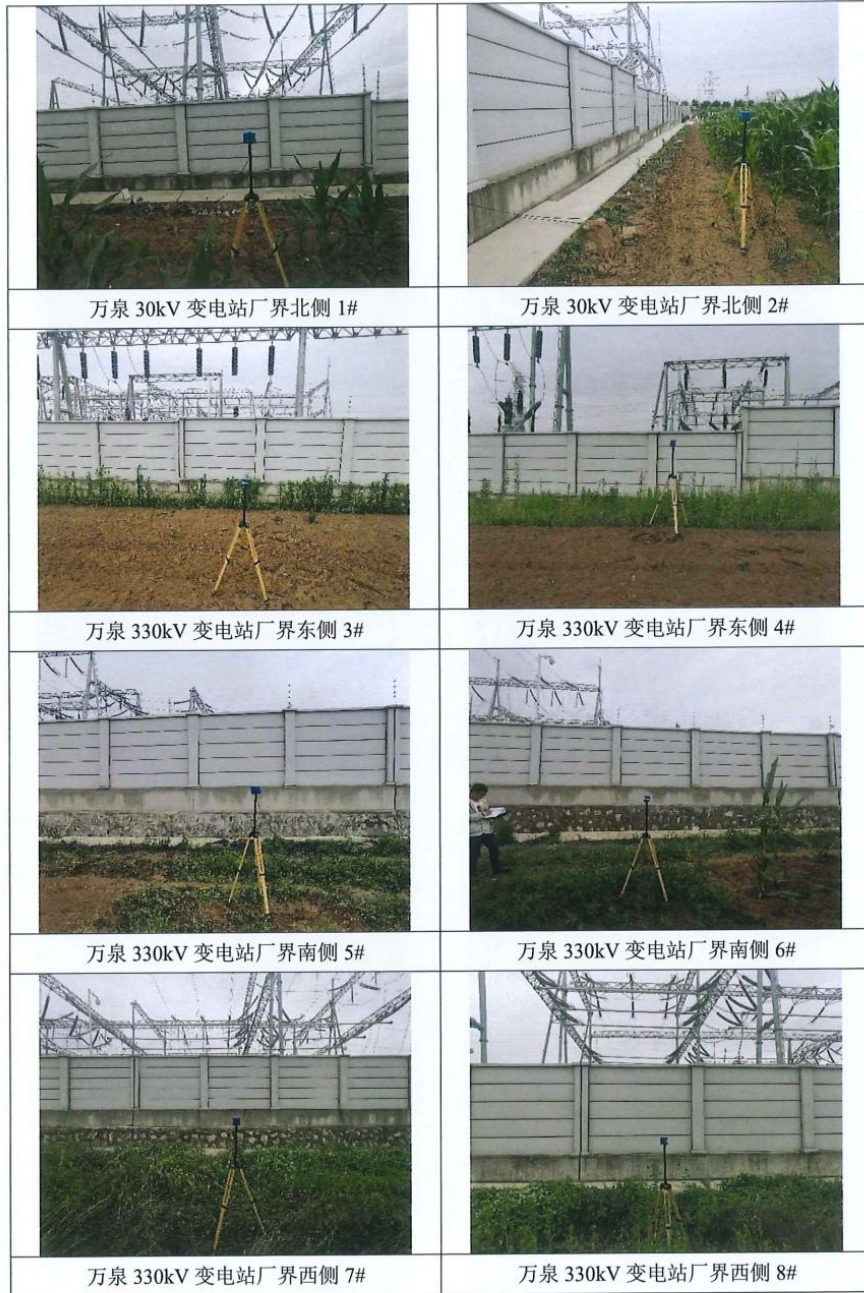 万泉 30kV 变电站厂界北侧 1#
万泉 30kV 变电站厂界北侧 2#
万泉 330kV 变电站厂界东侧 3#
万泉 330kV 变电站厂界东侧 4#
万泉 330kV 变电站厂界南侧 5#
万泉 330kV 变电站厂界南侧 6#
万泉 330kV 变电站厂界西侧 7#
万泉 330kV 变电站厂界西侧 8#